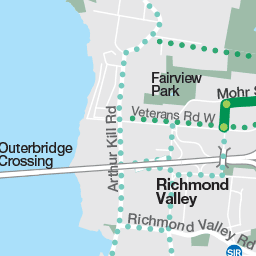 Fairview
Park
Mohr S
Veterans Rd W
Arthur Kill Rd
Outerbridge
Crossing
Richmond
Valley
Richmond Valley Rd
SIR